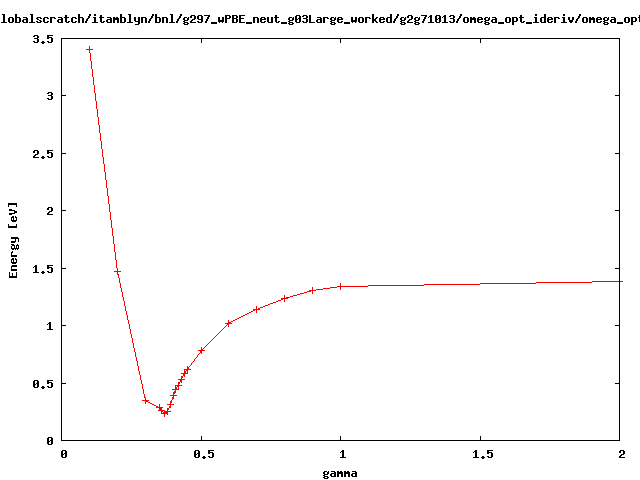 lobalscratch/itamblyn/bnl/g297_wPBE_neut_g03Large_worked/g2g71013/omega_opt_ideriv/omega_opt
3.5
3
2.5
2
1.5
1
0.5
0
Energy [eV]
0 0.5 1 1.5 2
gamma